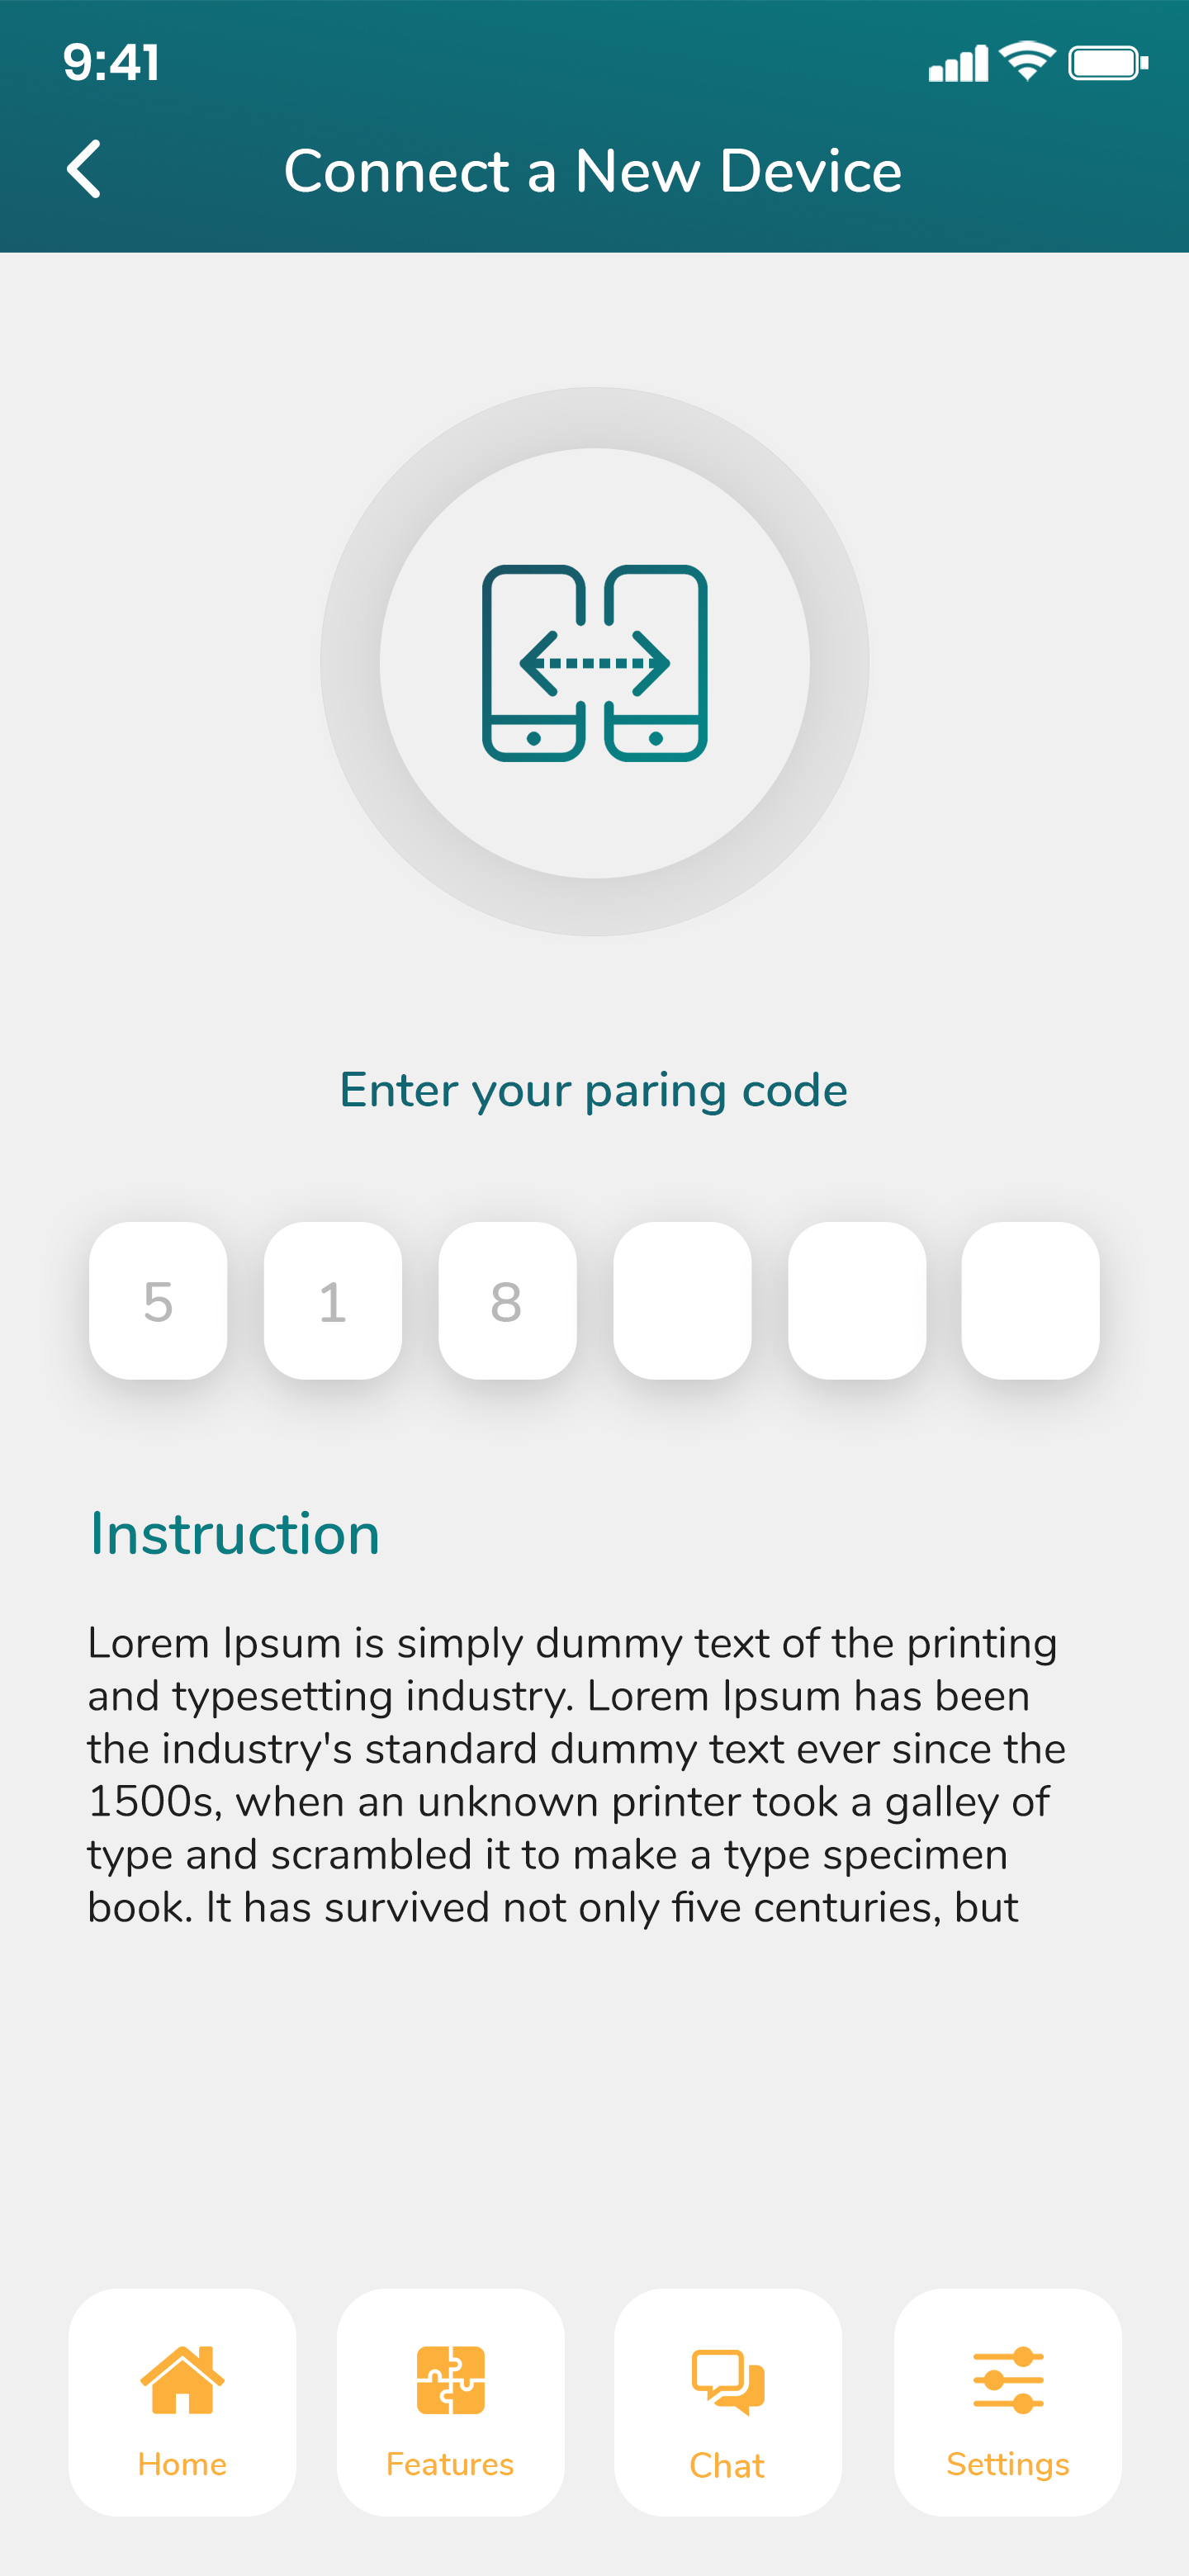 9:41
Connect a New Device
Enter your paring code
5 1 8
Instruction
Lorem Ipsum is simply dummy text of the printing
and typesetting industry. Lorem Ipsum has been
the industry's standard dummy text ever since the
1500s, when an unknown printer took a galley of
type and scrambled it to make a type specimen
book. It has survived not only five centuries, but
Home Features Chat Settings